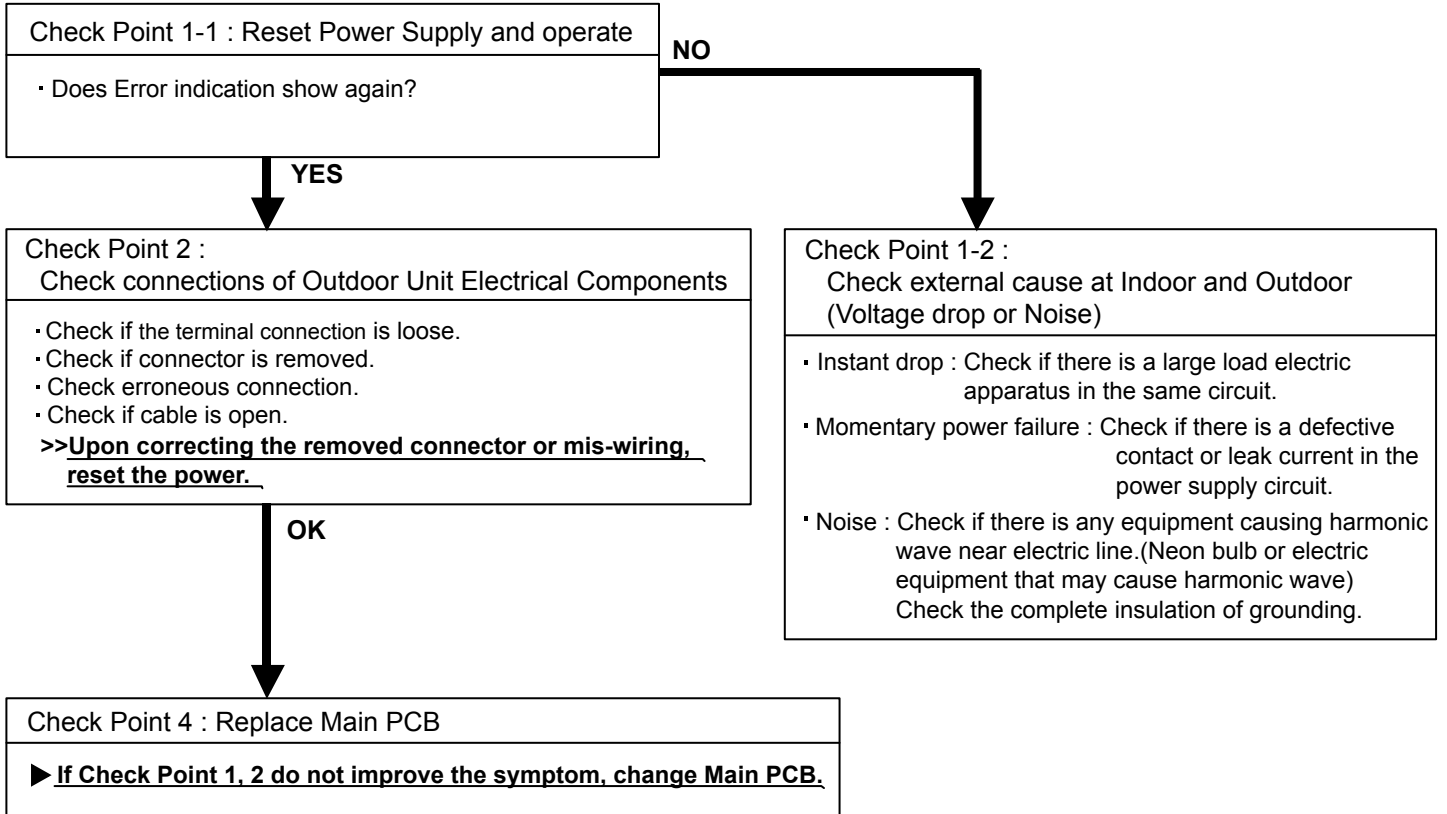 Check Point 1-1 : Reset Power Supply and operate
・Does Error indication show again?
NO
YES
Check Point 2 :
Check connections of Outdoor Unit Electrical Components
・Check if the terminal connection is loose.
・Check if connector is removed.
・Check erroneous connection.
・Check if cable is open.
>>Upon correcting the removed connector or mis-wiring,
reset the power.
Check Point 1-2 :
Check external cause at Indoor and Outdoor
(Voltage drop or Noise)
・Instant drop : Check if there is a large load electric
apparatus in the same circuit.
・Momentary power failure : Check if there is a defective
contact or leak current in the
power supply circuit.
・Noise : Check if there is any equipment causing harmonic
wave near electric line.(Neon bulb or electric
equipment that may cause harmonic wave)
Check the complete insulation of grounding.
OK
Check Point 4 : Replace Main PCB
▶If Check Point 1, 2 do not improve the symptom, change Main PCB.